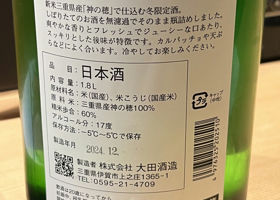 新米三重県産「神の穂」で仕込む冬限定酒。
しぼりたてのお酒を無濾過でそのまま瓶詰めしました。
爽やかな香りとフレッシュでジューシーな口あたり、
スッキリとした後味が特徴です。カルパッチョや天ぷら
などに合います。冷やしてお楽しみください。
品目:日本酒
内容量:1.8L
原材料名:米(国産)、米こうじ(国産米)
原料米:三重県産神の穂100%
精米歩合:60%
アルコール分:17度
保存方法:-5℃~5℃で保存
製造年月 2024.12.
製造者 株式会社 大田酒造
三重県伊賀市上之庄1365-1
TEL:0595-21-4709